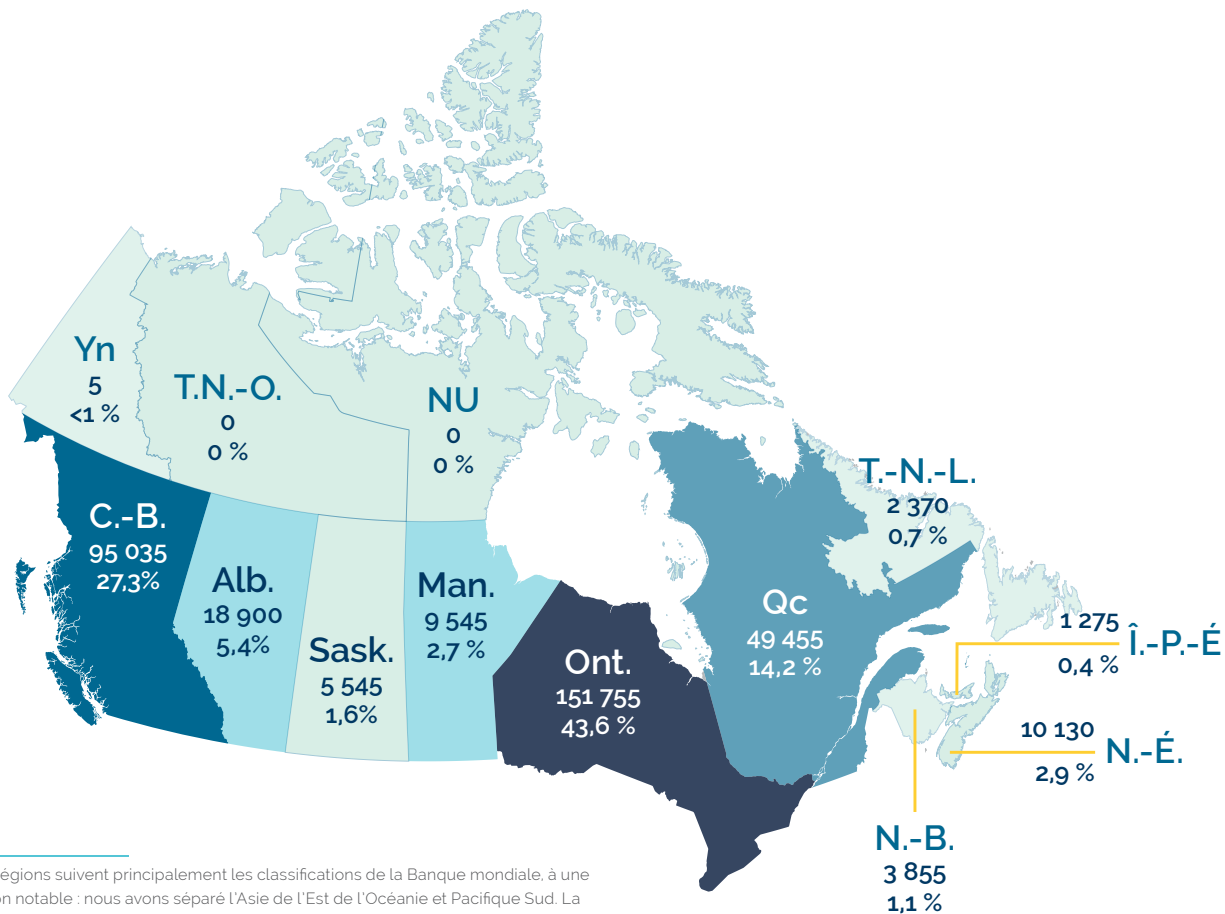 Yn
5
<1 %
T.N.-O.
0
0 %
NU
0
0 %
C.-B.
95 035
27,3%
Alb.
18 900
5,4%
Sask.
5 545
1,6%
Man.
9 545
2,7 %
Ont.
151 755
43,6 %
Qc
49 455
14,2 %
T.-N.-L.
2 370
0,7 %
1 275
Î.-P.-É
0,4 %
10 130
N.-É.
2,9 %
N.-B.
3 855
1,1 %
égions suivent principalement les classifications de la Banque mondiale, à une
on notable : nous avons séparé l'Asie de l'Est de l'Océanie et Pacifique Sud. La